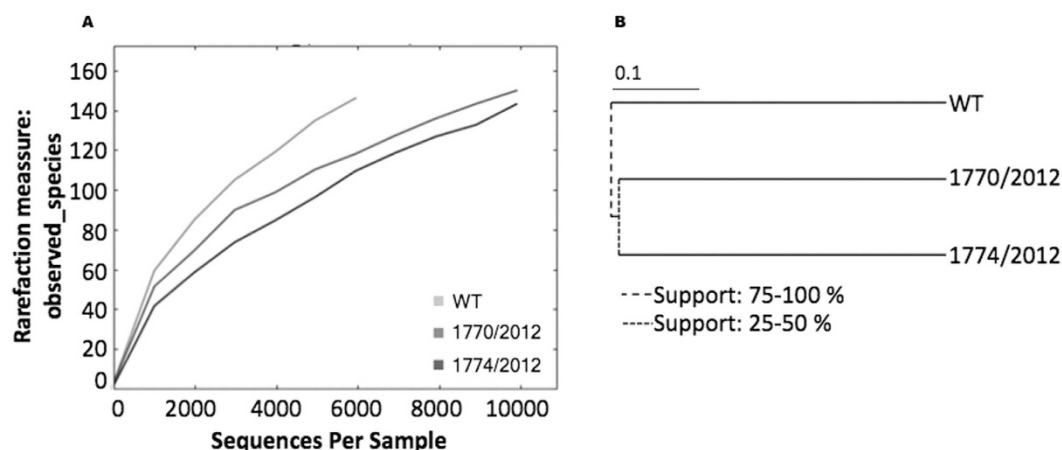 A
Rarefaction meassure:
observed_species
160
140
120
100
80
60
40
20
0
WT
1770/2012
1774/2012
0 2000 4000 6000 8000 10000
Sequences Per Sample
B
0.1
WT
1770/2012
1774/2012
Support: 75-100 %
Support: 25-50 %